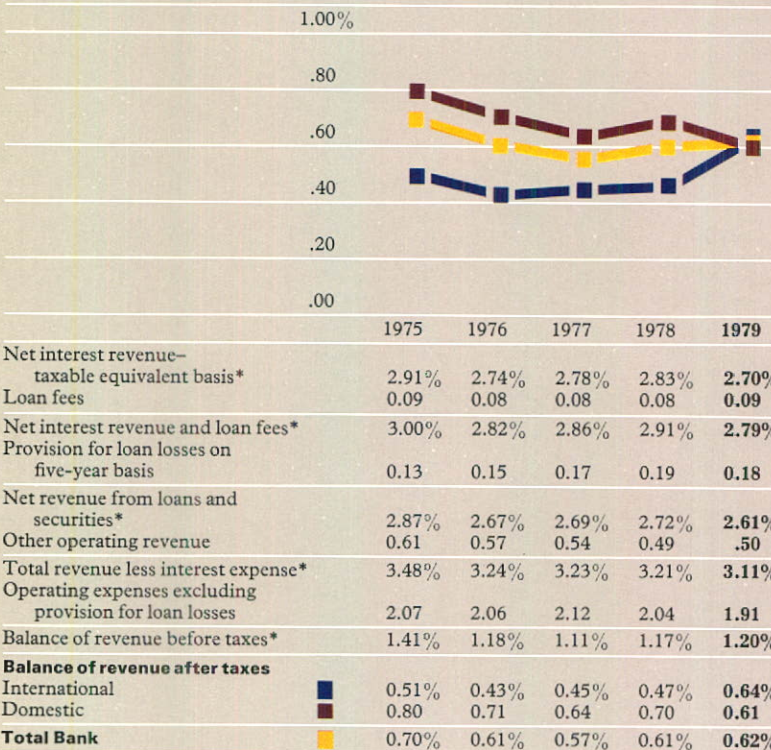 1.00%
.80
.60
.40
.20
.00
1975 1976 1977 1978 1979
Net interest revenue–
taxable equivalent basis* 2.91% 2.74% 2.78% 2.83% 2.70%
Loan fees 0.09 0.08 0.08 0.08 0.09
Net interest revenue and loan fees* 3.00% 2.82% 2.86% 2.91% 2.79%
Provision for loan losses on
five-year basis 0.13 0.15 0.17 0.19 0.18
Net revenue from loans and
securities* 2.87% 2.67% 2.69% 2.72% 2.61%
Other operating revenue 0.61 0.57 0.54 0.49 .50
Total revenue less interest expense* 3.48% 3.24% 3.23% 3.21% 3.11%
Operating expenses excluding
provision for loan losses 2.07 2.06 2.12 2.04 1.91
Balance of revenue before taxes* 1.41% 1.18% 1.11% 1.17% 1.20%
Balance of revenue after taxes
International 0.51% 0.43% 0.45% 0.47% 0.64%
Domestic 0.80 0.71 0.64 0.70 0.61
Total Bank 0.70% 0.61% 0.57% 0.61% 0.62%